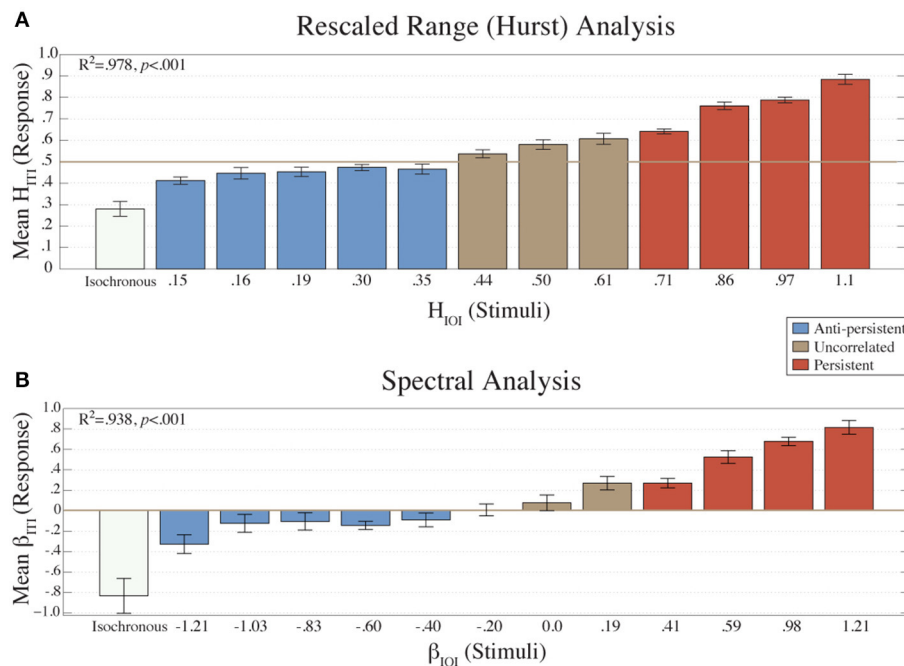 A
Rescaled Range (Hurst) Analysis
R²=.978, p<.001
Mean H_ITI (Response)
1.0
.9
.8
.7
.6
.5
.4
.3
.2
.1
0
Isochronous .15 .16 .19 .30 .35 .44 .50 .61 .71 .86 .97 1.1
H_IOI (Stimuli)
Anti-persistent
Uncorrelated
Persistent
B
Spectral Analysis
R²=.938, p<.001
Mean β_ITI (Response)
1.0
.8
.6
.4
.2
0
-.2
-.4
-.6
-.8
-1.0
Isochronous -1.21 -1.03 -.83 -.60 -.40 -.20 0.0 .19 .41 .59 .98 1.21
β_IOI (Stimuli)